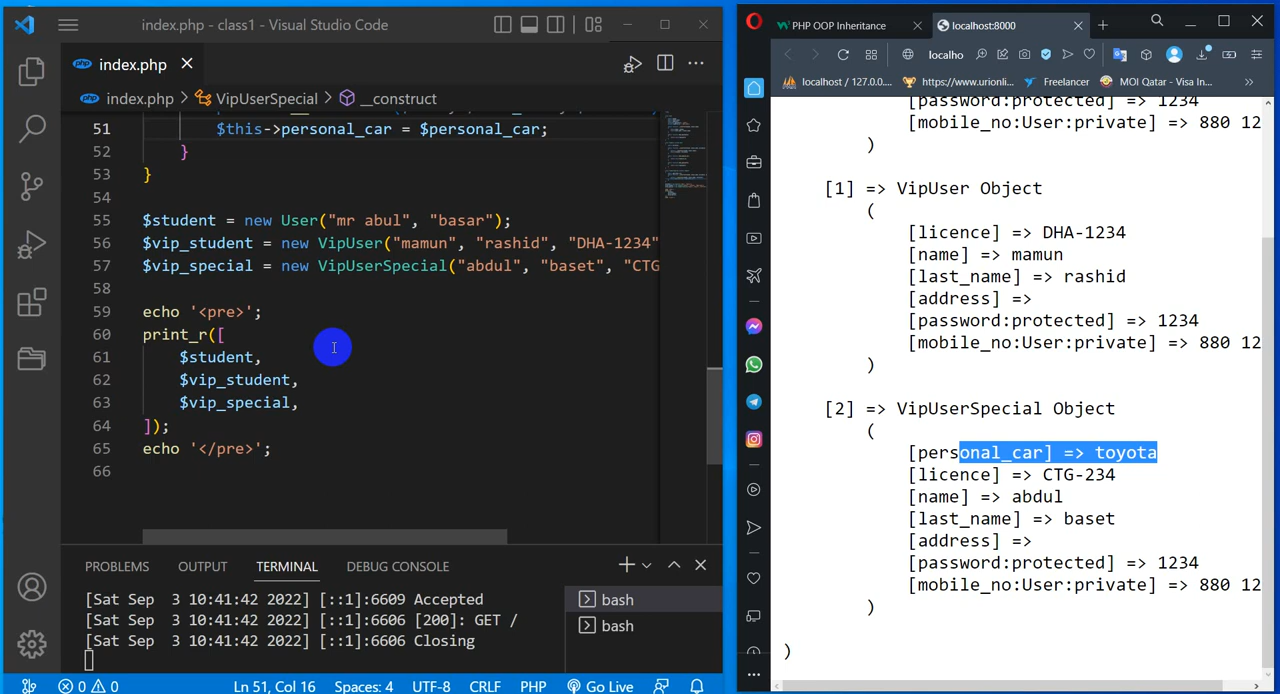 index.php - class1 - Visual Studio Code
index.php
index.php > VipUserSpecial > __construct
51 $this->personal_car = $personal_car;
52 }
53 }
54
55 $student = new User("mr abul", "basar");
56 $vip_student = new VipUser("mamun", "rashid", "DHA-1234"
57 $vip_special = new VipUserSpecial("abdul", "baset", "CTG
58
59 echo '<pre>';
60 print_r([
61 $student,
62 $vip_student,
63 $vip_special,
64 ]);
65 echo '</pre>';
66
PROBLEMS OUTPUT TERMINAL DEBUG CONSOLE
[Sat Sep  3 10:41:42 2022] [::1]:6609 Accepted
[Sat Sep  3 10:41:42 2022] [::1]:6606 [200]: GET /
[Sat Sep  3 10:41:42 2022] [::1]:6606 Closing
bash
bash
0 0 Ln 51, Col 16 Spaces: 4 UTF-8 CRLF PHP Go Live
PHP OOP Inheritance localhost:8000
localho
localhost / 127.0.0.... https://www.urionli... Freelancer MOI Qatar - Visa In... »
[password:protected] => 1234
[mobile_no:User:private] => 880 12
)
[1] => VipUser Object
(
[licence] => DHA-1234
[name] => mamun
[last_name] => rashid
[address] =>
[password:protected] => 1234
[mobile_no:User:private] => 880 12
)
[2] => VipUserSpecial Object
(
[personal_car] => toyota
[licence] => CTG-234
[name] => abdul
[last_name] => baset
[address] =>
[password:protected] => 1234
[mobile_no:User:private] => 880 12
)
)